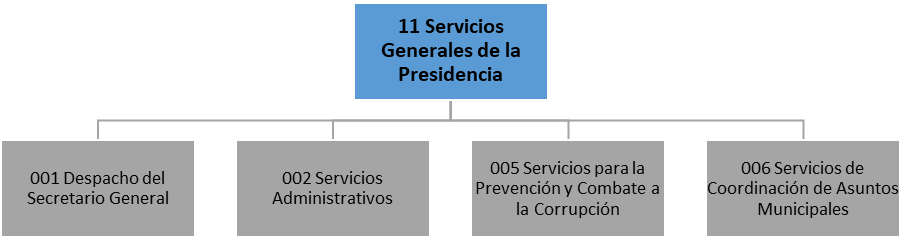 11 Servicios
Generales de la
Presidencia
001 Despacho del
Secretario General
002 Servicios
Administrativos
005 Servicios para la
Prevención y Combate a
la Corrupción
006 Servicios de
Coordinación de Asuntos
Municipales